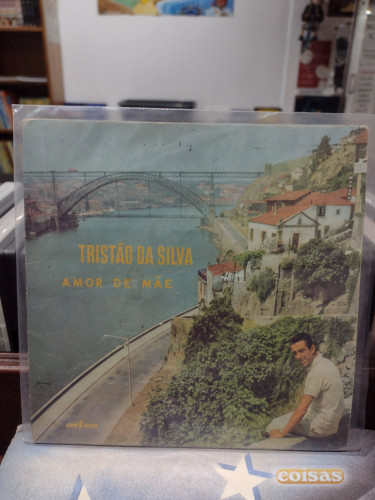 TRISTÃO DA SILVA
AMOR DE MÃE
coisas